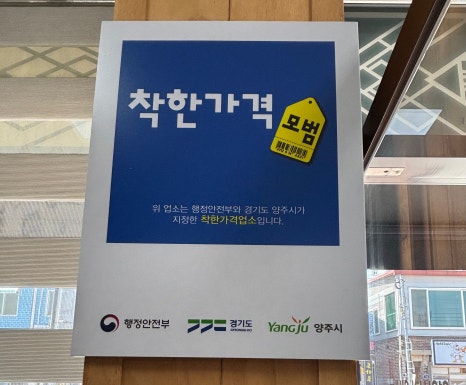 착한가격
모범
위 업소는 행정안전부와 경기도 양주시가
지정한 착한가격업소입니다.
행정안전부
경기도
Yangju 양주시